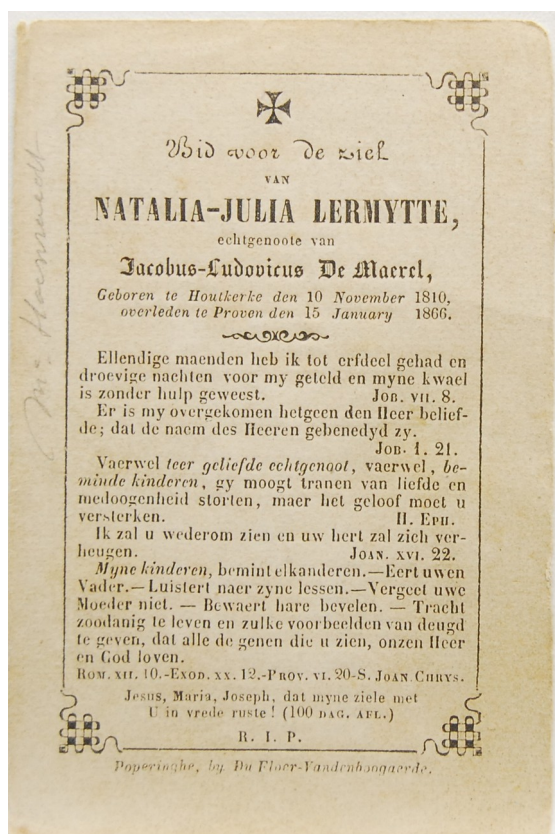 Bid voor de ziel
VAN
NATALIA-JULIA LERMYTTE,
echtgenoote van
Jacobus-Ludovicus De Maerel,
Geboren te Houtkerke den 10 November 1810,
overleden te Proven den 15 January 1866.
Ellendige maenden heb ik tot erfdeel gehad en
droevige nachten voor my geteld en myne kwael
is zonder hulp geweest. JOB. VII. 8.
Er is my overgekomen hetgeen den Heer belief-
de; dat de naem des Heeren gebenedyd zy.
JOB. 1. 21.
Vaerwel teer geliefde echtgenoot, vaerwel, be-
minde kinderen, gy moogt tranen van liefde en
medoogenheid storten, maer het geloof moet u
versterken. II. EPH.
Ik zal u wederom zien en uw hert zal zich ver-
heugen. JOAN. XVI. 22.
Myne kinderen, bemint elkanderen.—Eert uwen
Vader.—Luistert naer zyne lessen.—Vergeet uwe
Moeder niet. — Bewaert hare bevelen. — Tracht
zoodanig te leven en zulke voorbeelden van deugd
te geven, dat alle de genen die u zien, onzen Heer
en God loven.
ROM. XII. 10.-EXOD. XX. 12.-PROV. VI. 20-S. JOAN. CHRYS.
Jesus, Maria, Joseph, dat myne ziele met
U in vrede ruste! (100 DAG. AFL.)
R. I. P.
Poperinghe, by Du Floer-Vandenhoogaerde.